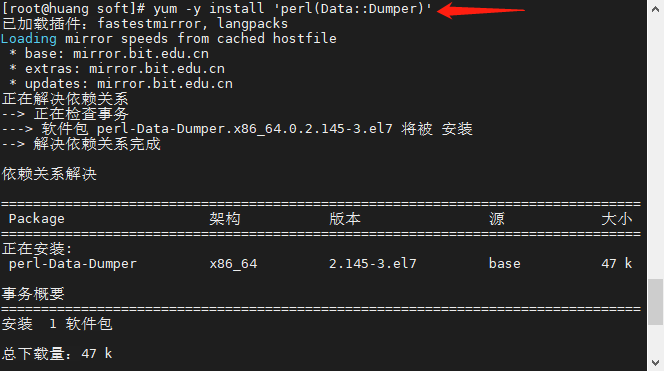 [root@huang soft]# yum -y install 'perl(Data::Dumper)'
已加载插件：fastestmirror, langpacks
Loading mirror speeds from cached hostfile
 * base: mirror.bit.edu.cn
 * extras: mirror.bit.edu.cn
 * updates: mirror.bit.edu.cn
正在解决依赖关系
--> 正在检查事务
---> 软件包 perl-Data-Dumper.x86_64.0.2.145-3.el7 将被 安装
--> 解决依赖关系完成
依赖关系解决
================================================================================
 Package 架构 版本 源 大小
================================================================================
正在安装:
 perl-Data-Dumper x86_64 2.145-3.el7 base 47 k
事务概要
================================================================================
安装  1 软件包
总下载量：47 k